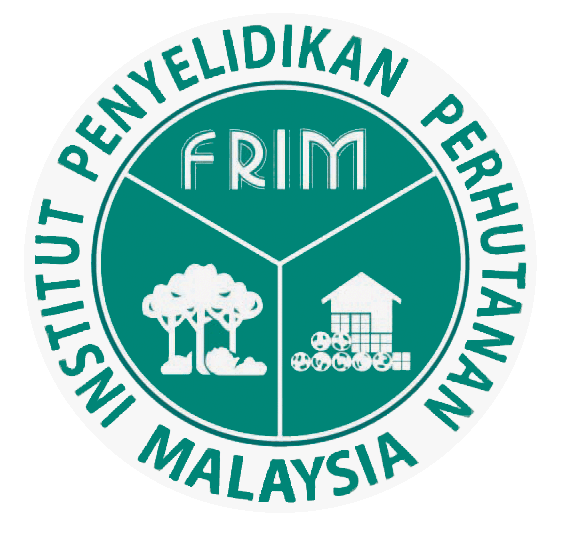 INSTITUT PENYELIDIKAN PERHUTANAN
MALAYSIA
FRIM